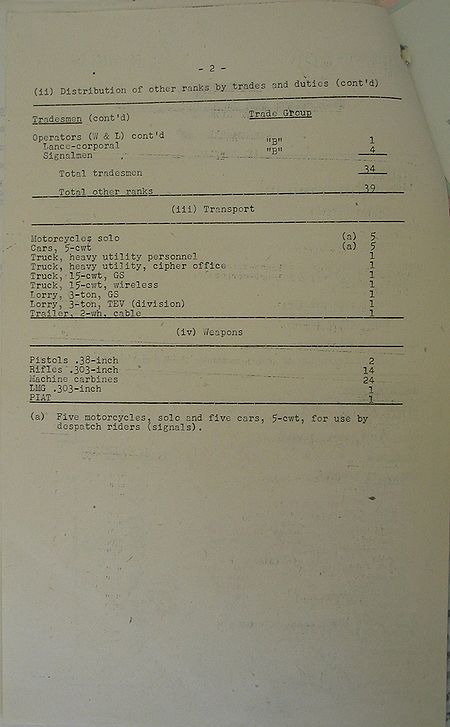 - 2 -
(ii) Distribution of other ranks by trades and duties (cont'd)
Tradesmen (cont'd) Trade Group
Operators (W & L) cont'd
Lance-corporal "B" 1
Signalmen "B" 4
Total tradesmen 34
Total other ranks 39
(iii) Transport
Motorcycles solo (a) 5
Cars, 5-cwt (a) 5
Truck, heavy utility personnel 1
Truck, heavy utility, cipher office 1
Truck, 15-cwt, GS 1
Truck, 15-cwt, wireless 1
Lorry, 3-ton, GS 1
Lorry, 3-ton, TEV (division) 1
Trailer, 2-wh, cable 1
(iv) Weapons
Pistols .38-inch 2
Rifles .303-inch 14
Machine carbines 24
LMG .303-inch 1
PIAT 1
(a) Five motorcycles, solo and five cars, 5-cwt, for use by
despatch riders (signals).